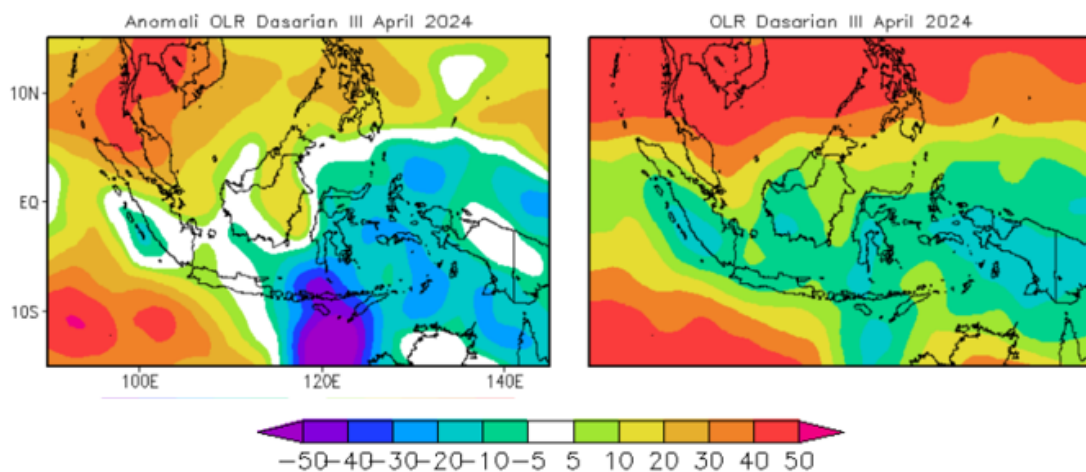 Anomali OLR Dasarian III April 2024
OLR Dasarian III April 2024
10N
EQ
10S
100E 120E 140E
-50 -40 -30 -20 -10 -5 5 10 20 30 40 50